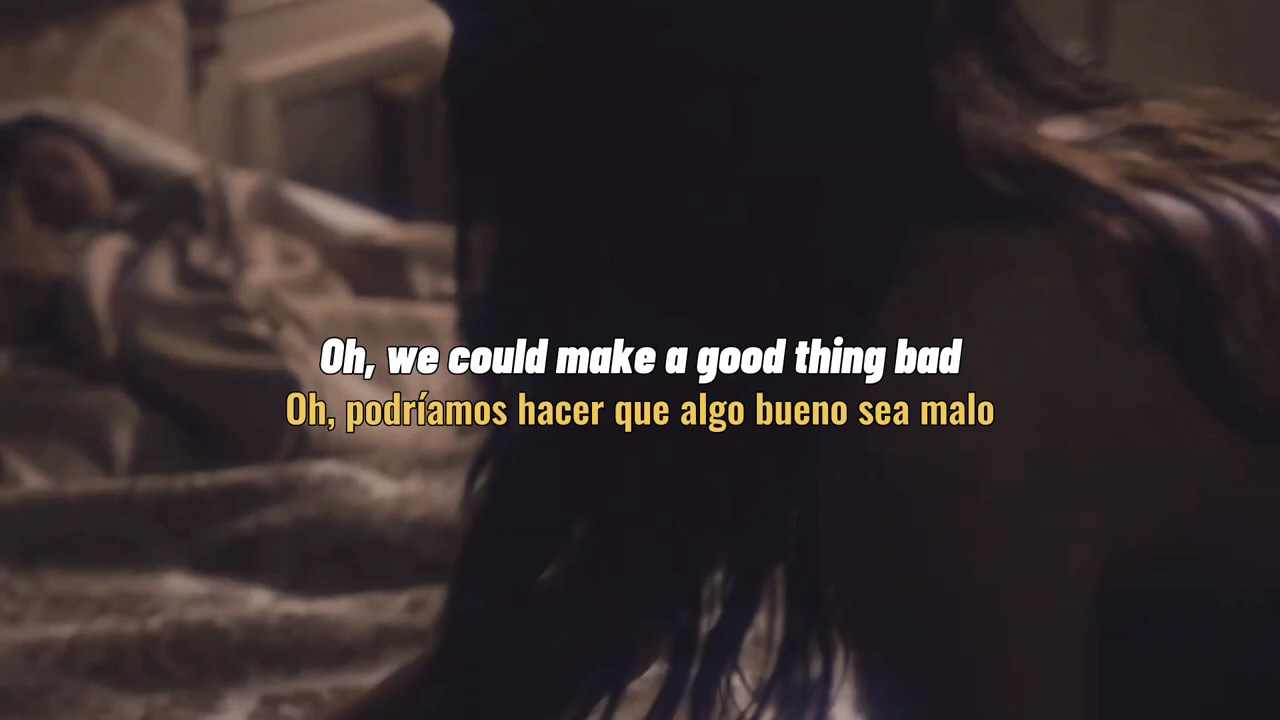 Oh, we could make a good thing bad
Oh, podríamos hacer que algo bueno sea malo